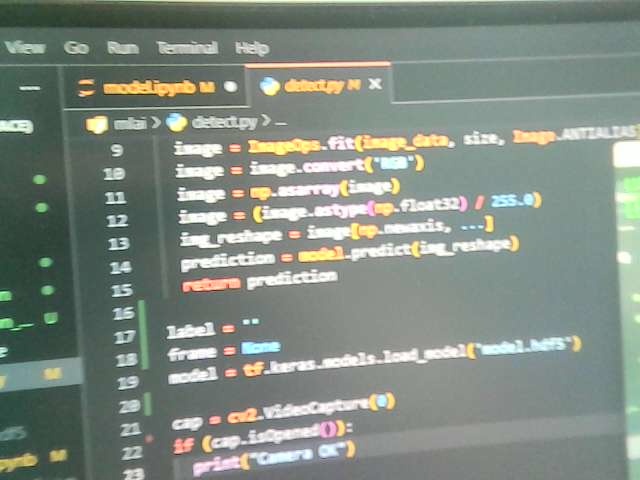 View Go Run Terminal Help
model.ipynb M detect.py M ×
mlai > detect.py > ...
9 image = ImageOps.fit(image_data, size, Image.ANTIALIAS
10 image = image.convert("RGB")
11 image = np.asarray(image)
12 image = (image.astype(np.float32) / 255.0)
13 img_reshape = image[np.newaxis, ...]
14 prediction = model.predict(img_reshape)
15 return prediction
16
17 label = ""
18 frame = None
19 model = tf.keras.models.load_model("model.hdf5")
20
21 cap = cv2.VideoCapture(0)
22 if (cap.isOpened()):
23 print("Camera OK")
U
M
M